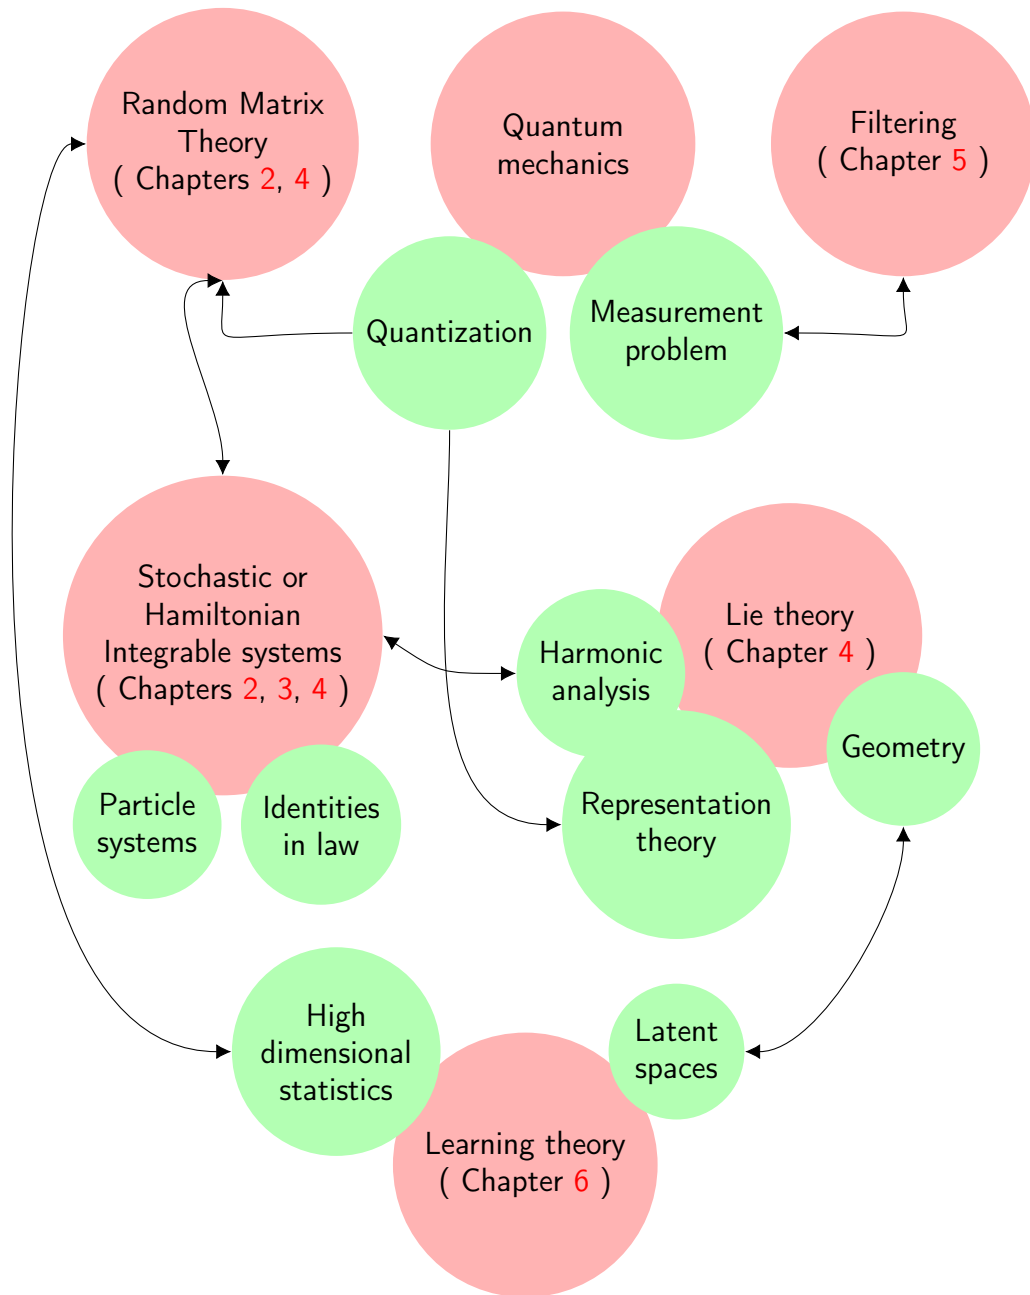 Random Matrix
Theory
( Chapters 2, 4 )
Quantum
mechanics
Filtering
( Chapter 5 )
Quantization
Measurement
problem
Stochastic or
Hamiltonian
Integrable systems
( Chapters 2, 3, 4 )
Lie theory
( Chapter 4 )
Harmonic
analysis
Geometry
Particle
systems
Identities
in law
Representation
theory
High
dimensional
statistics
Latent
spaces
Learning theory
( Chapter 6 )